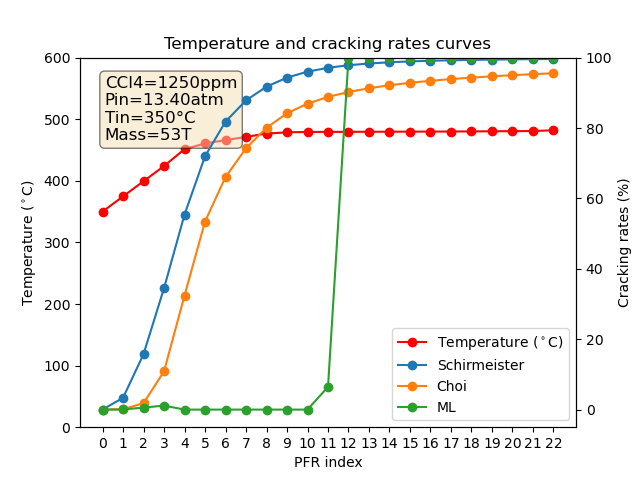 Temperature and cracking rates curves
CCl4=1250ppm
Pin=13.40atm
Tin=350°C
Mass=53T
600
500
400
300
200
100
0
Temperature (°C)
100
80
60
40
20
0
Cracking rates (%)
Temperature (°C)
Schirmeister
Choi
ML
0 1 2 3 4 5 6 7 8 9 10 11 12 13 14 15 16 17 18 19 20 21 22
PFR index